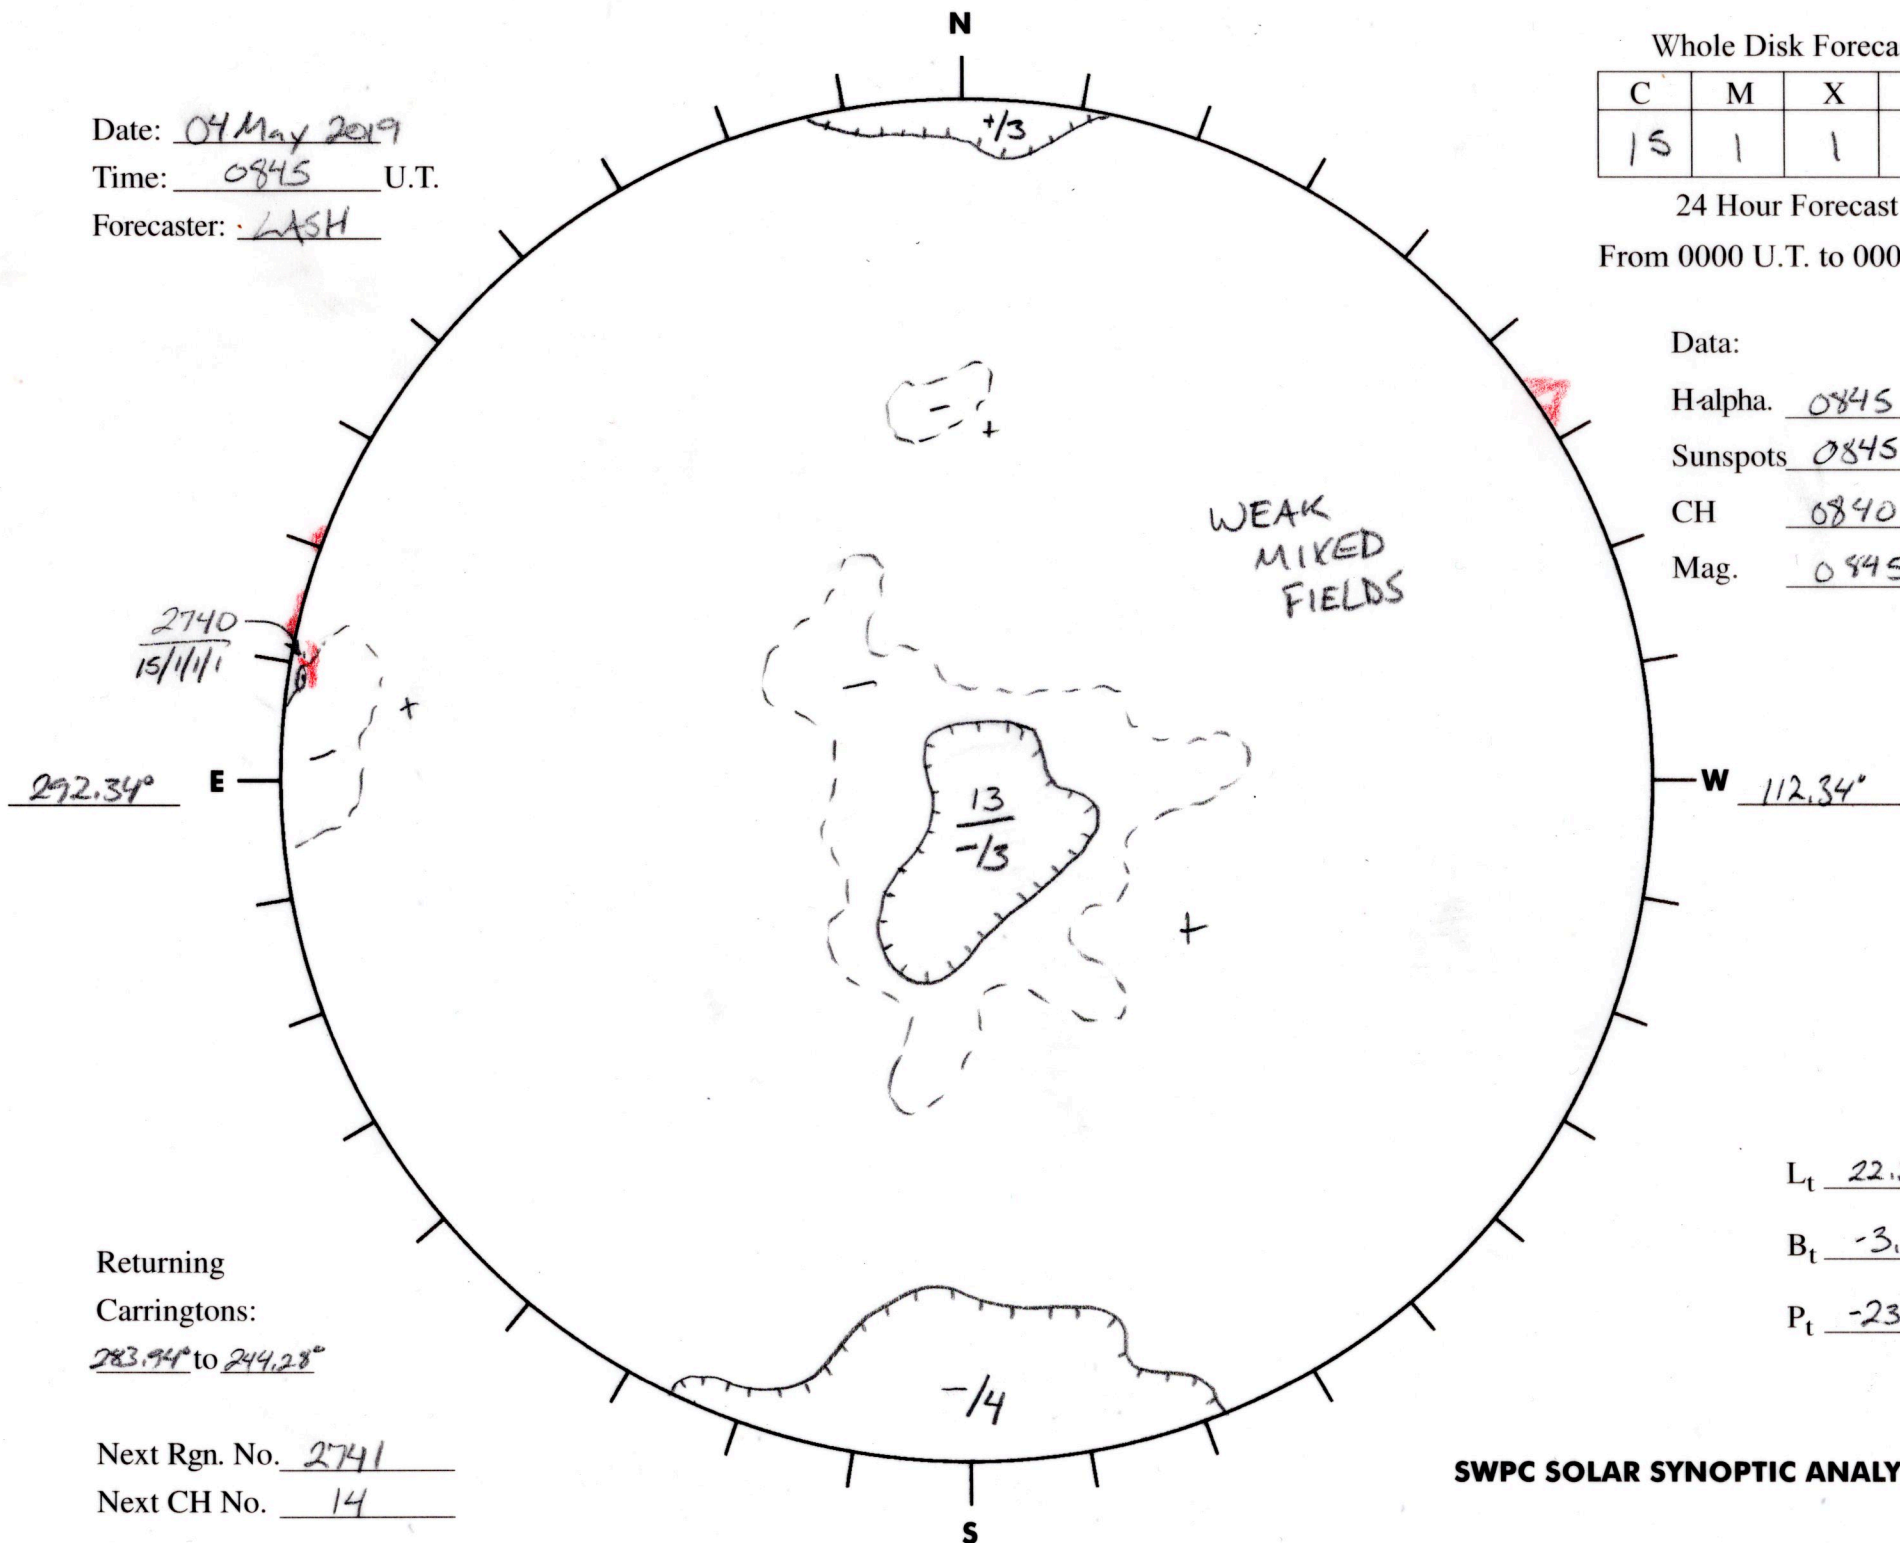 N
Whole Disk Foreca
C M X
15 1 1
24 Hour Forecast
From 0000 U.T. to 000
Date: 04 May 2019
Time: 0845 U.T.
Forecaster: LASH
+/3
Data:
H-alpha. 0845
Sunspots 0845
CH 0840
Mag. 0845
-
+
WEAK
MIXED
FIELDS
2740
15/1/1/1
-
+
-
292.34° E
W 112.34°
13
-/3
+
Lt 22.
Bt -3.
Pt -23
Returning
Carringtons:
283.94° to 244.28°
-/4
Next Rgn. No. 2741
Next CH No. 14
SWPC SOLAR SYNOPTIC ANALY
S